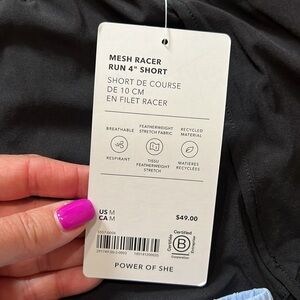 MESH RACER
RUN 4" SHORT
SHORT DE COURSE
DE 10 CM
EN FILET RACER
BREATHABLE
FEATHERWEIGHT
STRETCH FABRIC
RECYCLED
MATERIAL
RESPIRANT
TISSU
FEATHERWEIGHT
STRETCH
MATIÈRES
RECYCLÉES
US M
CA M
$49.00
Certified
B
Corporation
POWER OF SHE